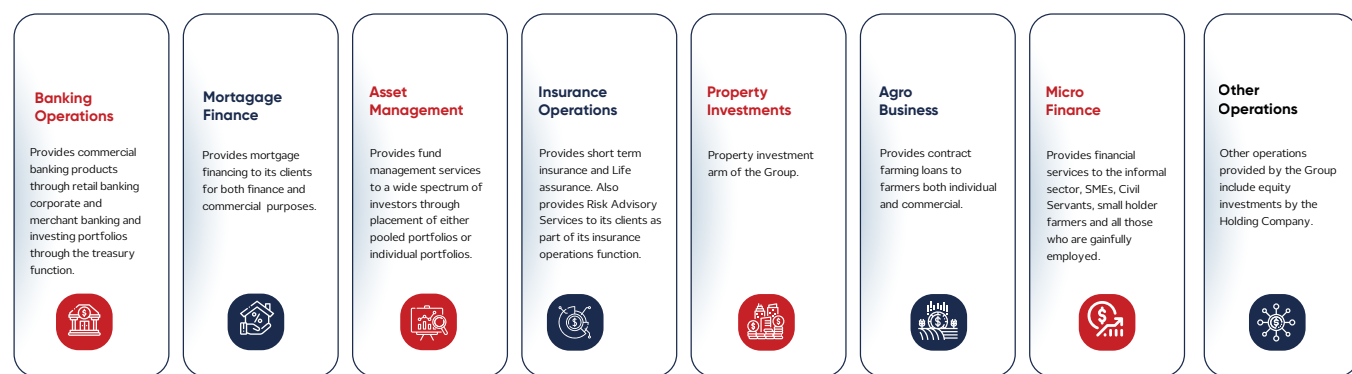 Banking
Operations
Provides commercial
banking products
through retail banking
corporate and
merchant banking and
investing portfolios
through the treasury
function.
Mortagage
Finance
Provides mortgage
financing to its clients
for both finance and
commercial purposes.
Asset
Management
Provides fund
management services
to a wide spectrum of
investors through
placement of either
pooled portfolios or
individual portfolios.
Insurance
Operations
Provides short term
insurance and Life
assurance. Also
provides Risk Advisory
Services to its clients as
part of its insurance
operations function.
Property
Investments
Property investment
arm of the Group.
Agro
Business
Provides contract
farming loans to
farmers both individual
and commercial.
Micro
Finance
Provides financial
services to the informal
sector, SMEs, Civil
Servants, small holder
farmers and all those
who are gainfully
employed.
Other
Operations
Other operations
provided by the Group
include equity
investments by the
Holding Company.